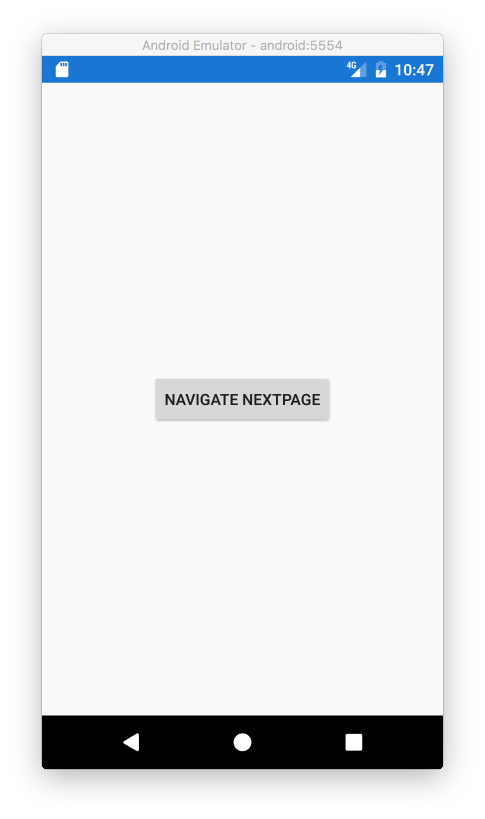 Android Emulator - android:5554
4G 10:47
NAVIGATE NEXTPAGE